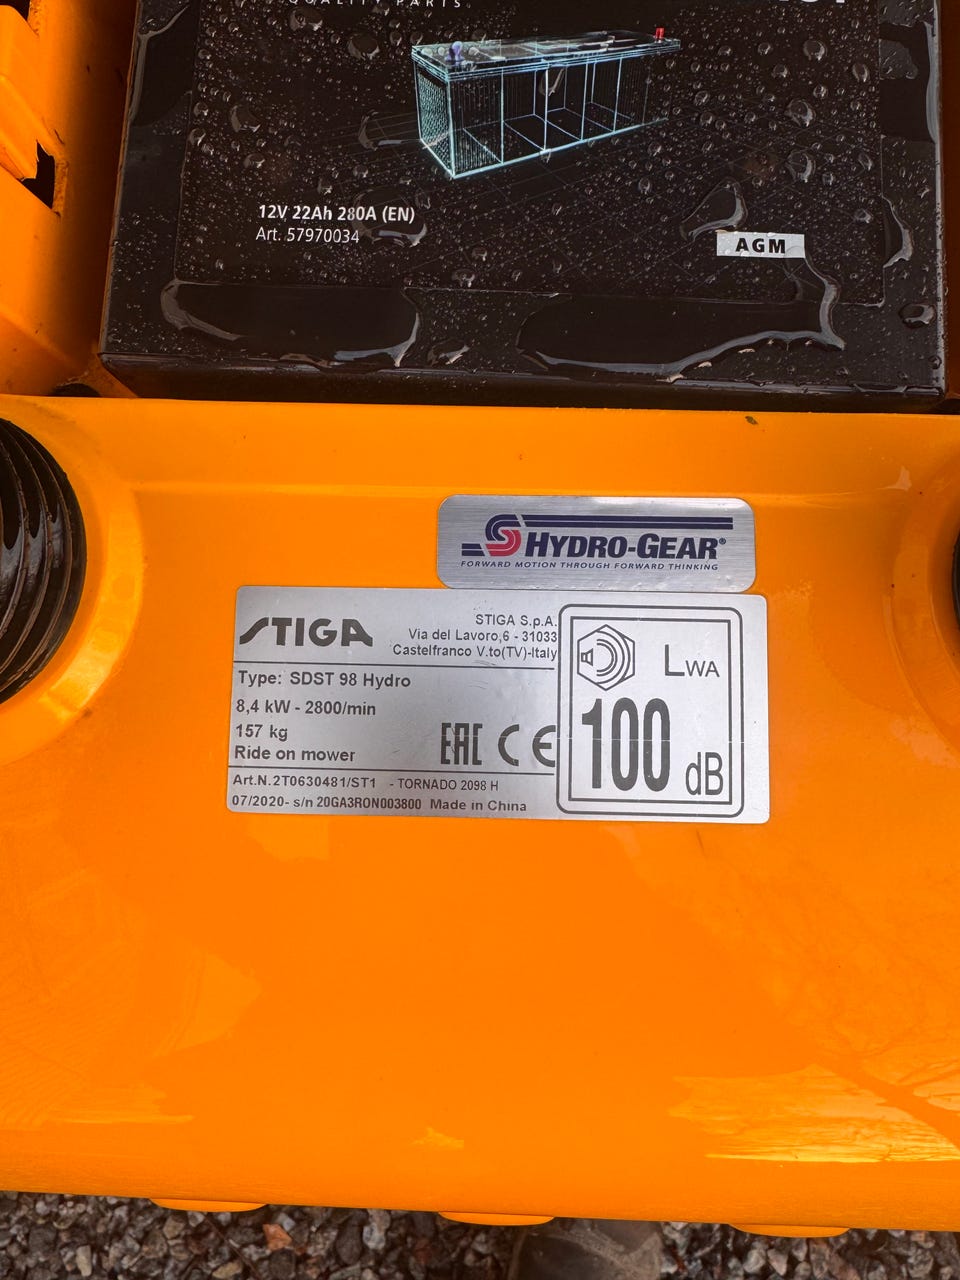 QUALITY PARTS
12V 22Ah 280A (EN)
Art. 57970034
AGM
HYDRO-GEAR®
FORWARD MOTION THROUGH FORWARD THINKING
STIGA
STIGA S.p.A.
Via del Lavoro,6 - 31033
Castelfranco V.to(TV)-Italy
Type: SDST 98 Hydro
8,4 kW - 2800/min
157 kg
Ride on mower
EAC CE
Art.N.2T0630481/ST1 - TORNADO 2098 H
07/2020- s/n 20GA3RON003800 Made in China
LWA
100 dB